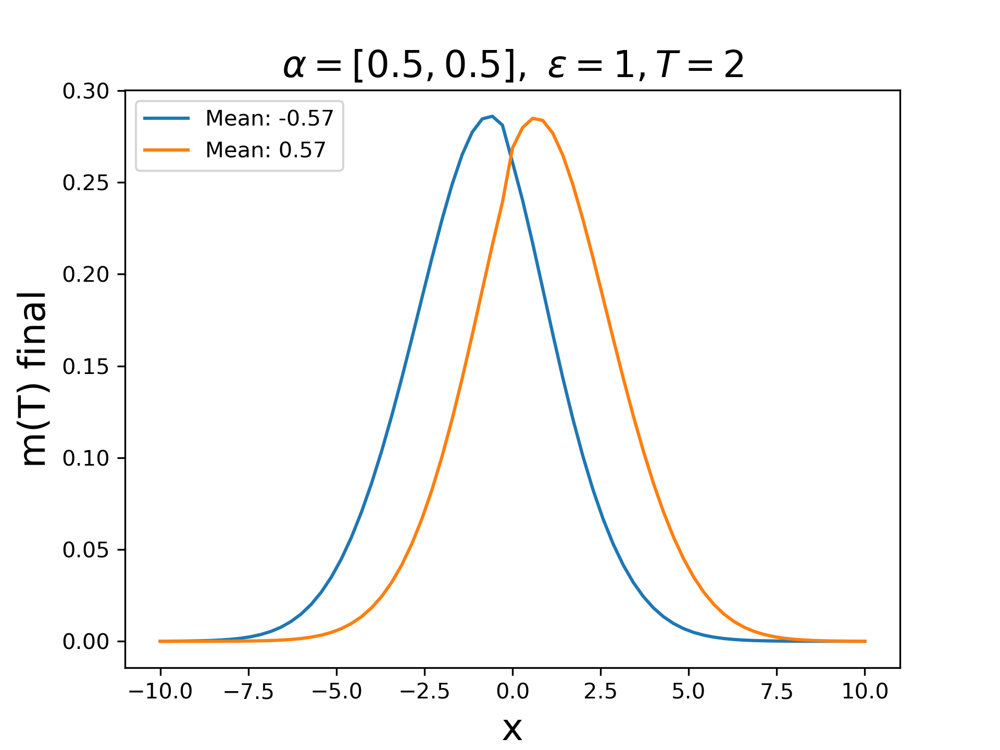 α = [0.5, 0.5], ε = 1, T = 2
Mean: -0.57
Mean: 0.57
0.30
0.25
0.20
0.15
0.10
0.05
0.00
m(T) final
−10.0 −7.5 −5.0 −2.5 0.0 2.5 5.0 7.5 10.0
x